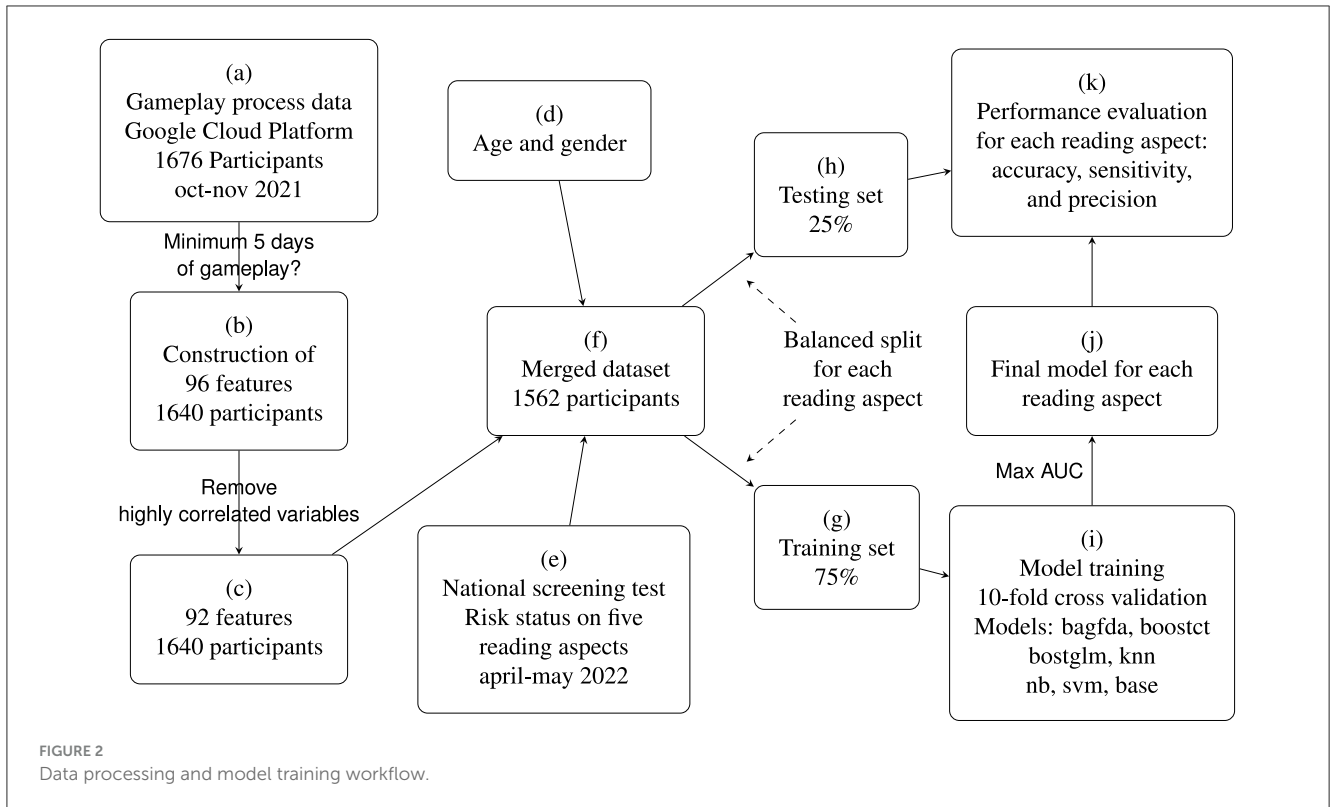 (a)
Gameplay process data
Google Cloud Platform
1676 Participants
oct-nov 2021
Minimum 5 days
of gameplay?
(b)
Construction of
96 features
1640 participants
Remove
highly correlated variables
(c)
92 features
1640 participants
(d)
Age and gender
(e)
National screening test
Risk status on five
reading aspects
april-may 2022
(f)
Merged dataset
1562 participants
Balanced split
for each
reading aspect
(h)
Testing set
25%
(g)
Training set
75%
(k)
Performance evaluation
for each reading aspect:
accuracy, sensitivity,
and precision
(j)
Final model for each
reading aspect
Max AUC
(i)
Model training
10-fold cross validation
Models: bagfda, boostct
bostglm, knn
nb, svm, base
FIGURE 2
Data processing and model training workflow.